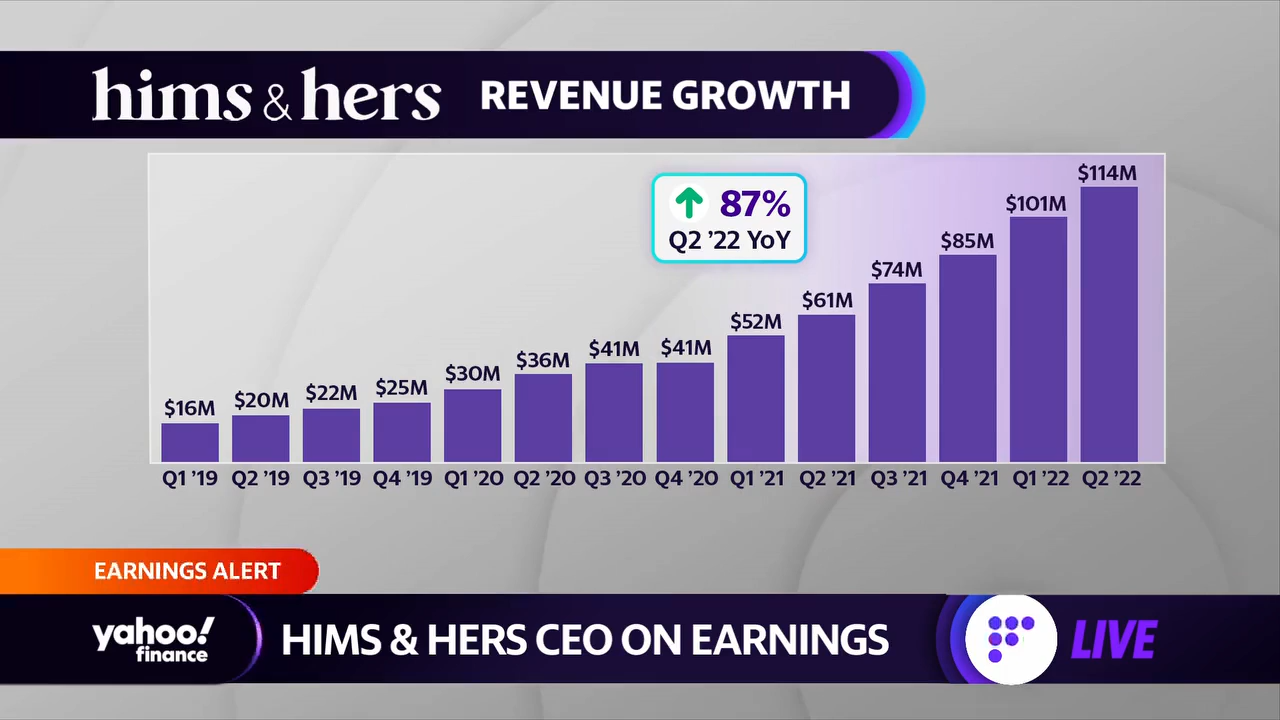 hims & hers REVENUE GROWTH
87%
Q2 ’22 YoY
$16M
$20M
$22M
$25M
$30M
$36M
$41M
$41M
$52M
$61M
$74M
$85M
$101M
$114M
Q1 ’19 Q2 ’19 Q3 ’19 Q4 ’19 Q1 ’20 Q2 ’20 Q3 ’20 Q4 ’20 Q1 ’21 Q2 ’21 Q3 ’21 Q4 ’21 Q1 ’22 Q2 ’22
EARNINGS ALERT
yahoo!
finance
HIMS & HERS CEO ON EARNINGS
LIVE